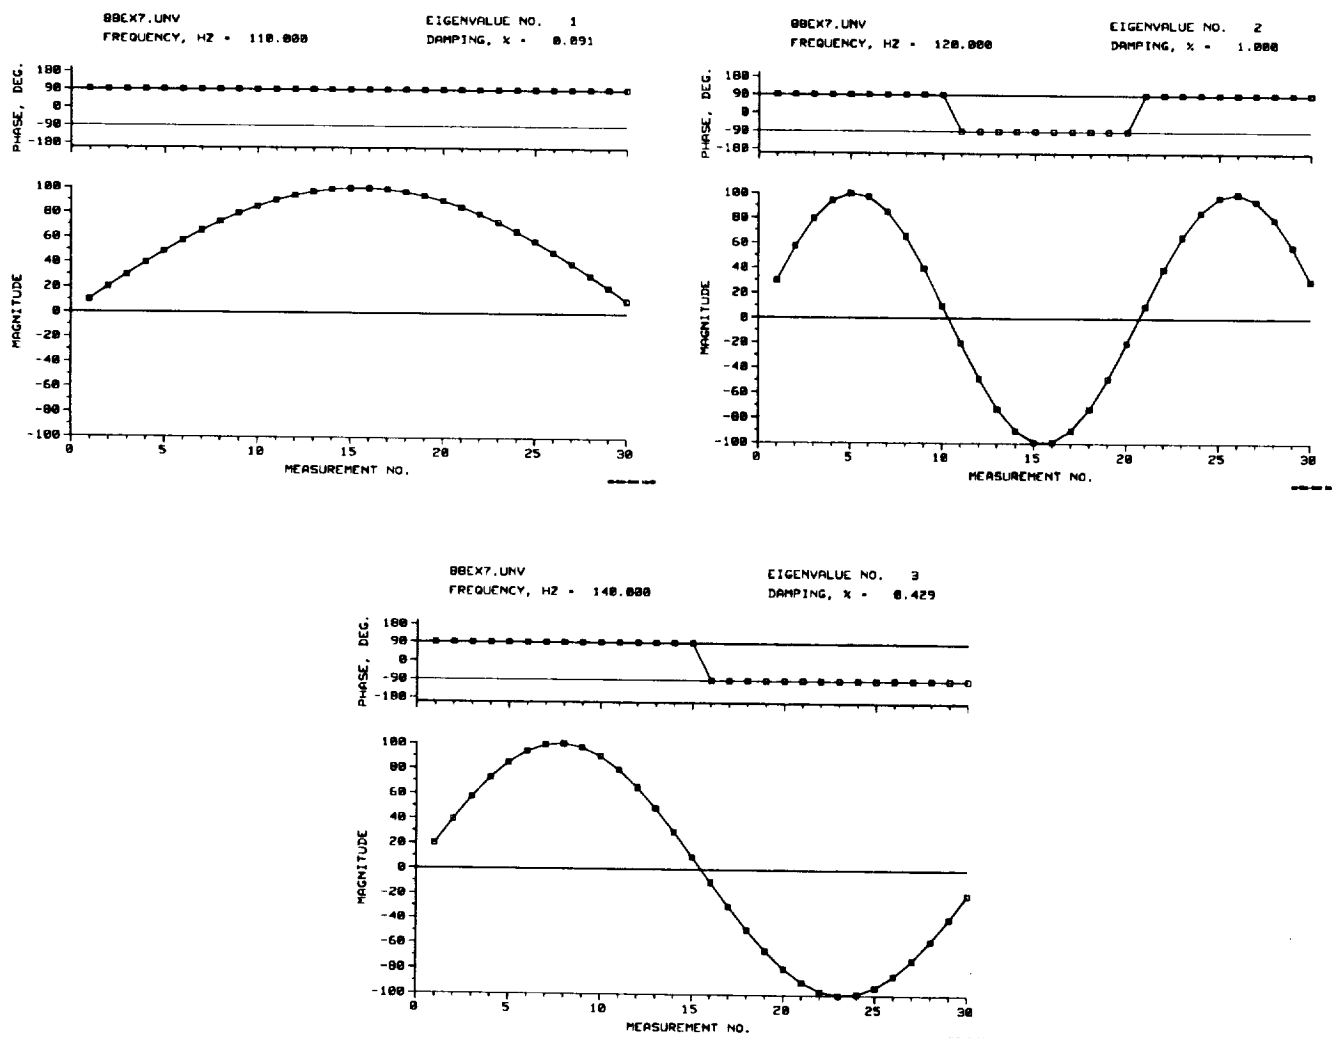 BBEX7.UNV
FREQUENCY, HZ = 110.000
EIGENVALUE NO. 1
DAMPING, % = 0.091
PHASE, DEG.
180
90
0
-90
-180
MAGNITUDE
100
80
60
40
20
0
-20
-40
-60
-80
-100
0 5 10 15 20 25 30
MEASUREMENT NO.
BBEX7.UNV
FREQUENCY, HZ = 120.000
EIGENVALUE NO. 2
DAMPING, % = 1.000
PHASE, DEG.
180
90
0
-90
-180
MAGNITUDE
100
80
60
40
20
0
-20
-40
-60
-80
-100
0 5 10 15 20 25 30
MEASUREMENT NO.
BBEX7.UNV
FREQUENCY, HZ = 140.000
EIGENVALUE NO. 3
DAMPING, % = 0.429
PHASE, DEG.
180
90
0
-90
-180
MAGNITUDE
100
80
60
40
20
0
-20
-40
-60
-80
-100
0 5 10 15 20 25 30
MEASUREMENT NO.